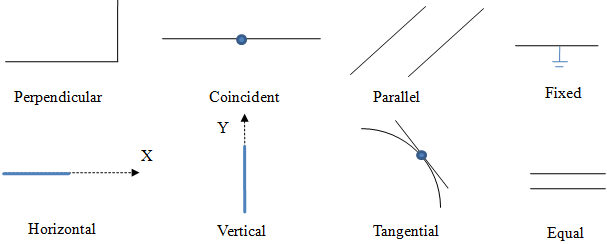 Perpendicular
Coincident
Parallel
Fixed
X
Y
Horizontal
Vertical
Tangential
Equal